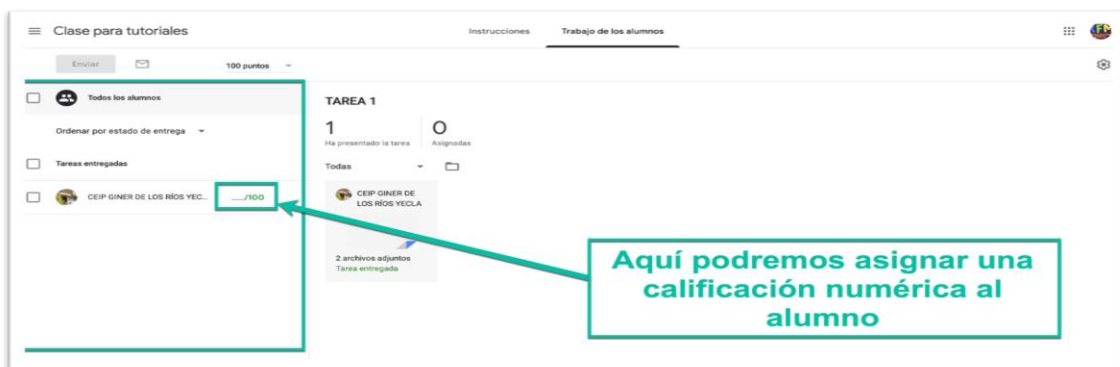 Clase para tutoriales
Instrucciones
Trabajo de los alumnos
Enviar
100 puntos
Todos los alumnos
Ordenar por estado de entrega
Tareas entregadas
CEIP GINER DE LOS RÍOS YEC...
__/100
TAREA 1
1
Ha presentado la tarea
0
Asignadas
Todas
CEIP GINER DE
LOS RÍOS YECLA
2 archivos adjuntos
Tarea entregada
Aquí podremos asignar una
calificación numérica al
alumno